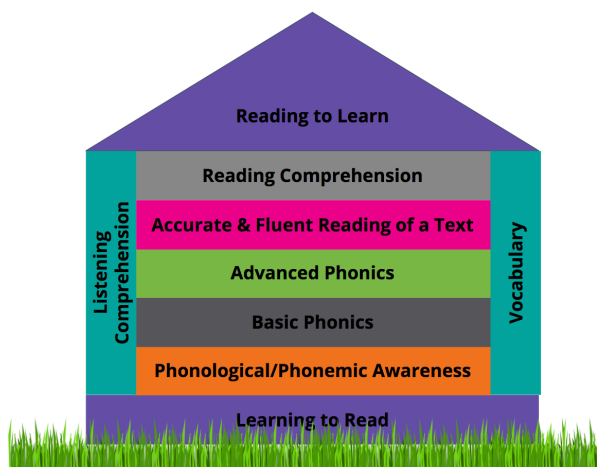 Reading to Learn
Reading Comprehension
Accurate & Fluent Reading of a Text
Advanced Phonics
Basic Phonics
Phonological/Phonemic Awareness
Listening
Comprehension
Vocabulary
Learning to Read